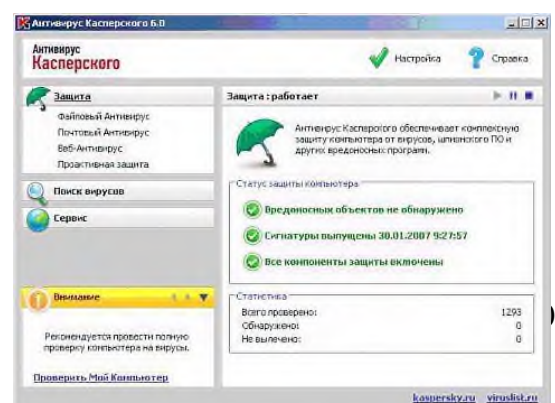 Антивирус Касперского 6.0
Антивирус
Касперского
Настройка
Справка
Защита
Файловый Антивирус
Почтовый Антивирус
Веб-Антивирус
Проактивная защита
Поиск вирусов
Сервис
Внимание
Рекомендуется провести полную
проверку компьютера на вирусы.
Проверить Мой Компьютер
Защита : работает
Антивирус Касперского обеспечивает комплексную
защиту компьютера от вирусов, шпионского ПО и
других вредоносных программ.
Статус защиты компьютера
Вредоносных объектов не обнаружено
Сигнатуры выпущены 30.01.2007 9:27:57
Все компоненты защиты включены
Статистика
Всего проверено: 1293
Обнаружено: 0
Не вылечено: 0
)
kaspersky.ru viruslist.ru